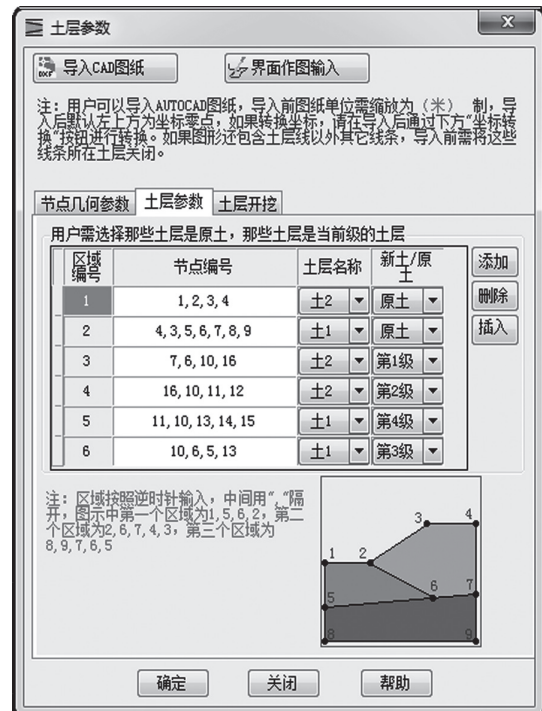 土层参数
导入CAD图纸
界面作图输入
注：用户可以导入AUTOCAD图纸，导入前图纸单位需缩放为（米） 制，导
入后默认左上方为坐标零点，如果转换坐标，请在导入后通过下方"坐标转
换"按钮进行转换。如果图形还包含土层线以外其它线条，导入前需将这些
线条所在土层关闭。
节点几何参数 土层参数 土层开挖
用户需选择那些土层是原土，那些土层是当前级的土层
区域编号 节点编号 土层名称 新土/原土
1 1,2,3,4 土2 原土
2 4,3,5,6,7,8,9 土1 原土
3 7,6,10,16 土2 第1级
4 16,10,11,12 土2 第2级
5 11,10,13,14,15 土1 第4级
6 10,6,5,13 土1 第3级
添加
删除
插入
注：区域按照逆时针输入，中间用","隔
开，图示中第一个区域为1,5,6,2，第二
个区域为2,6,7,4,3，第三个区域为
8,9,7,6,5
3 4
1 2
5 6 7
8 9
确定 关闭 帮助